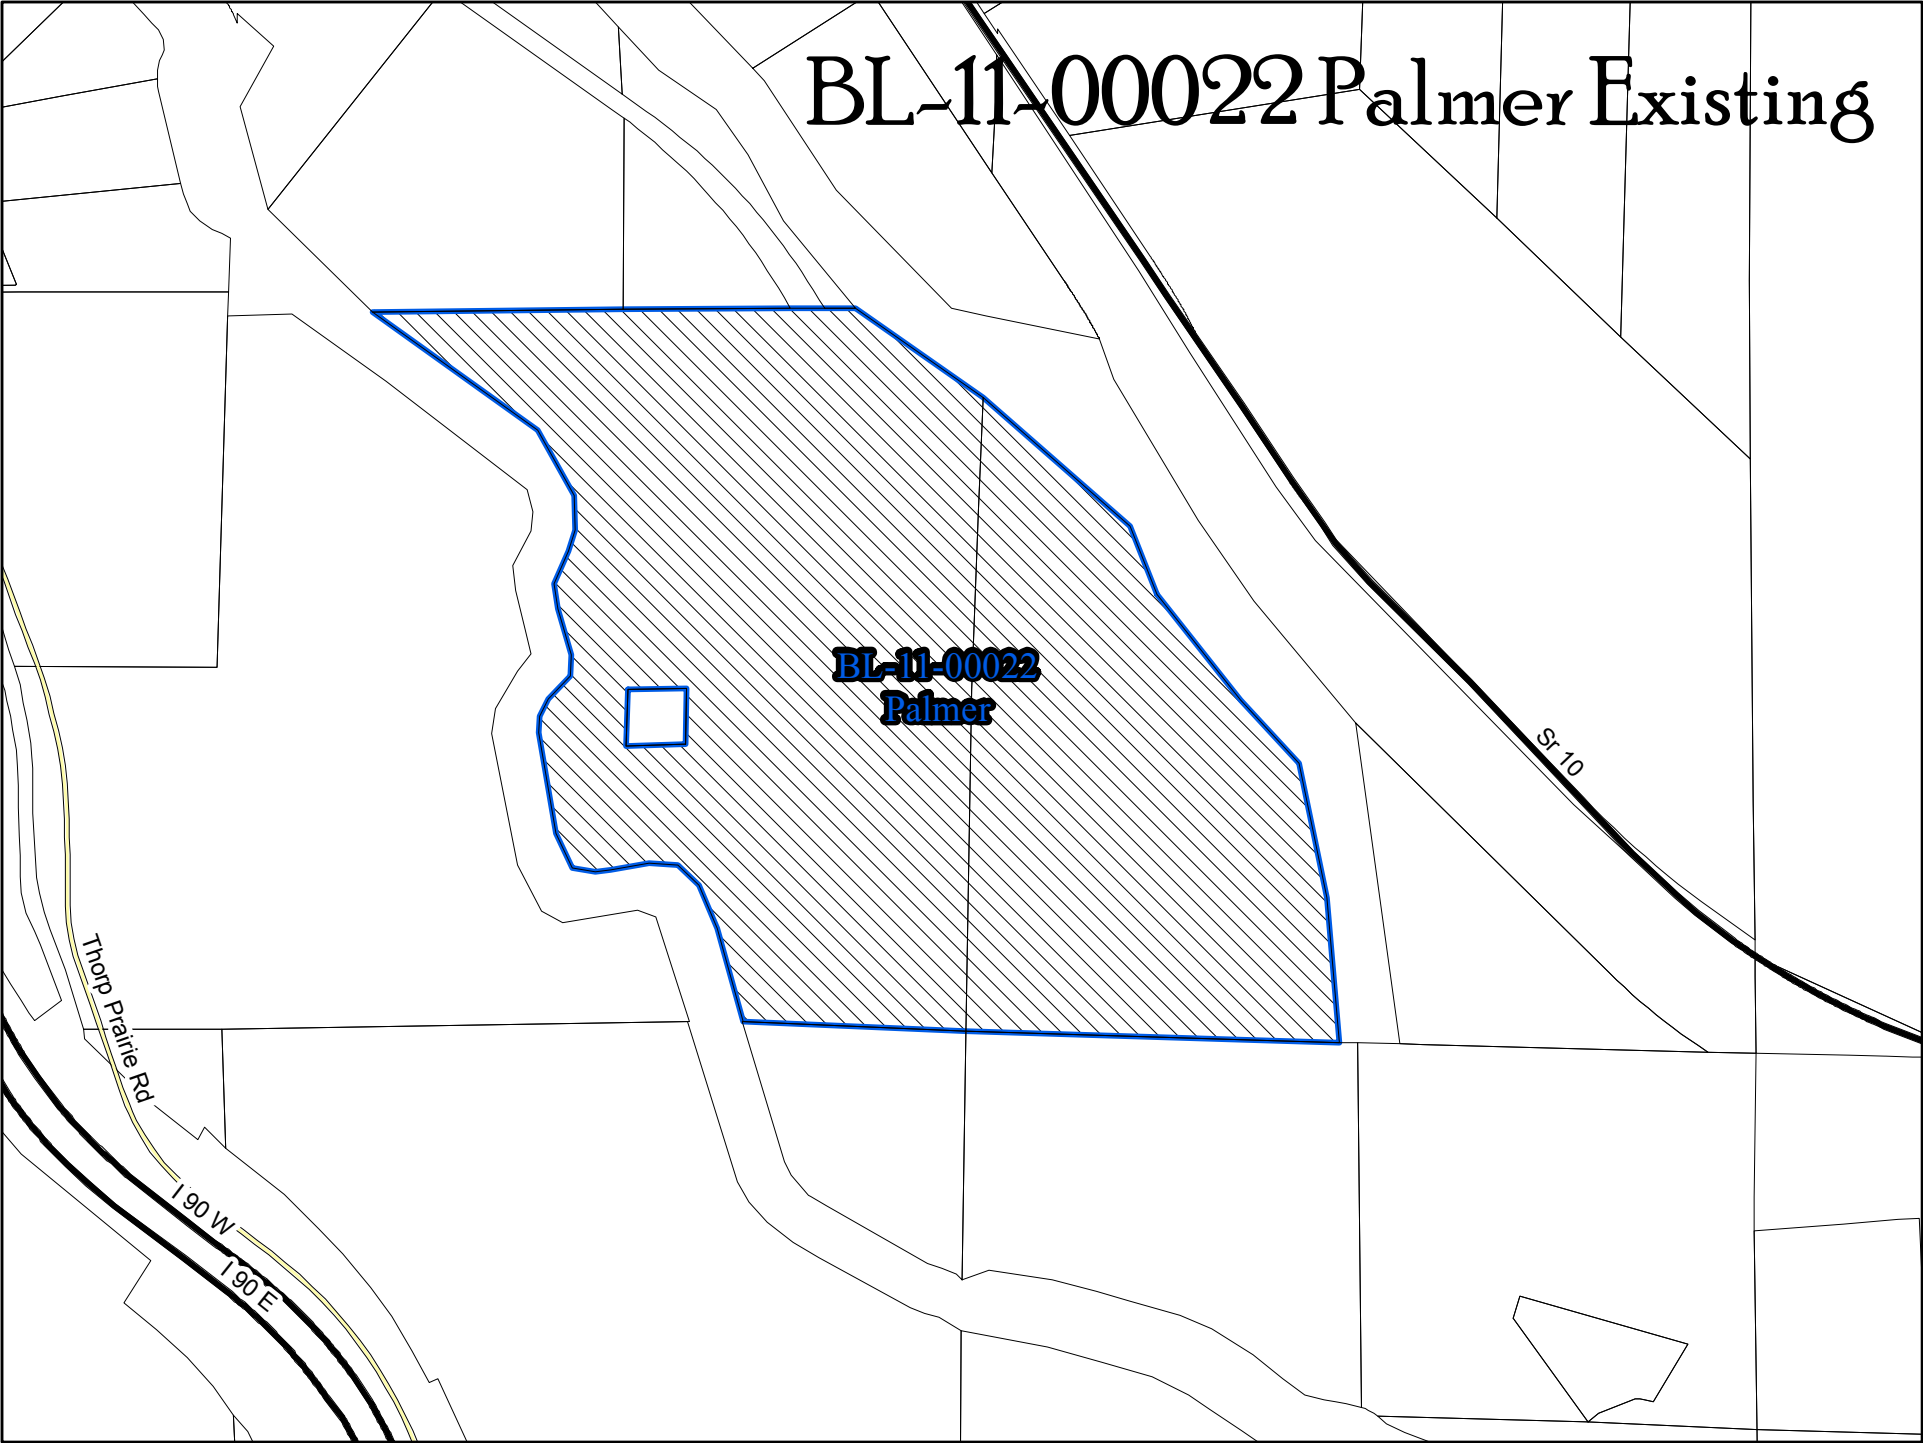 BL-11-00022 Palmer Existing
BL-11-00022
Palmer
Sr 10
Thorp Prairie Rd
I 90 W
I 90 E